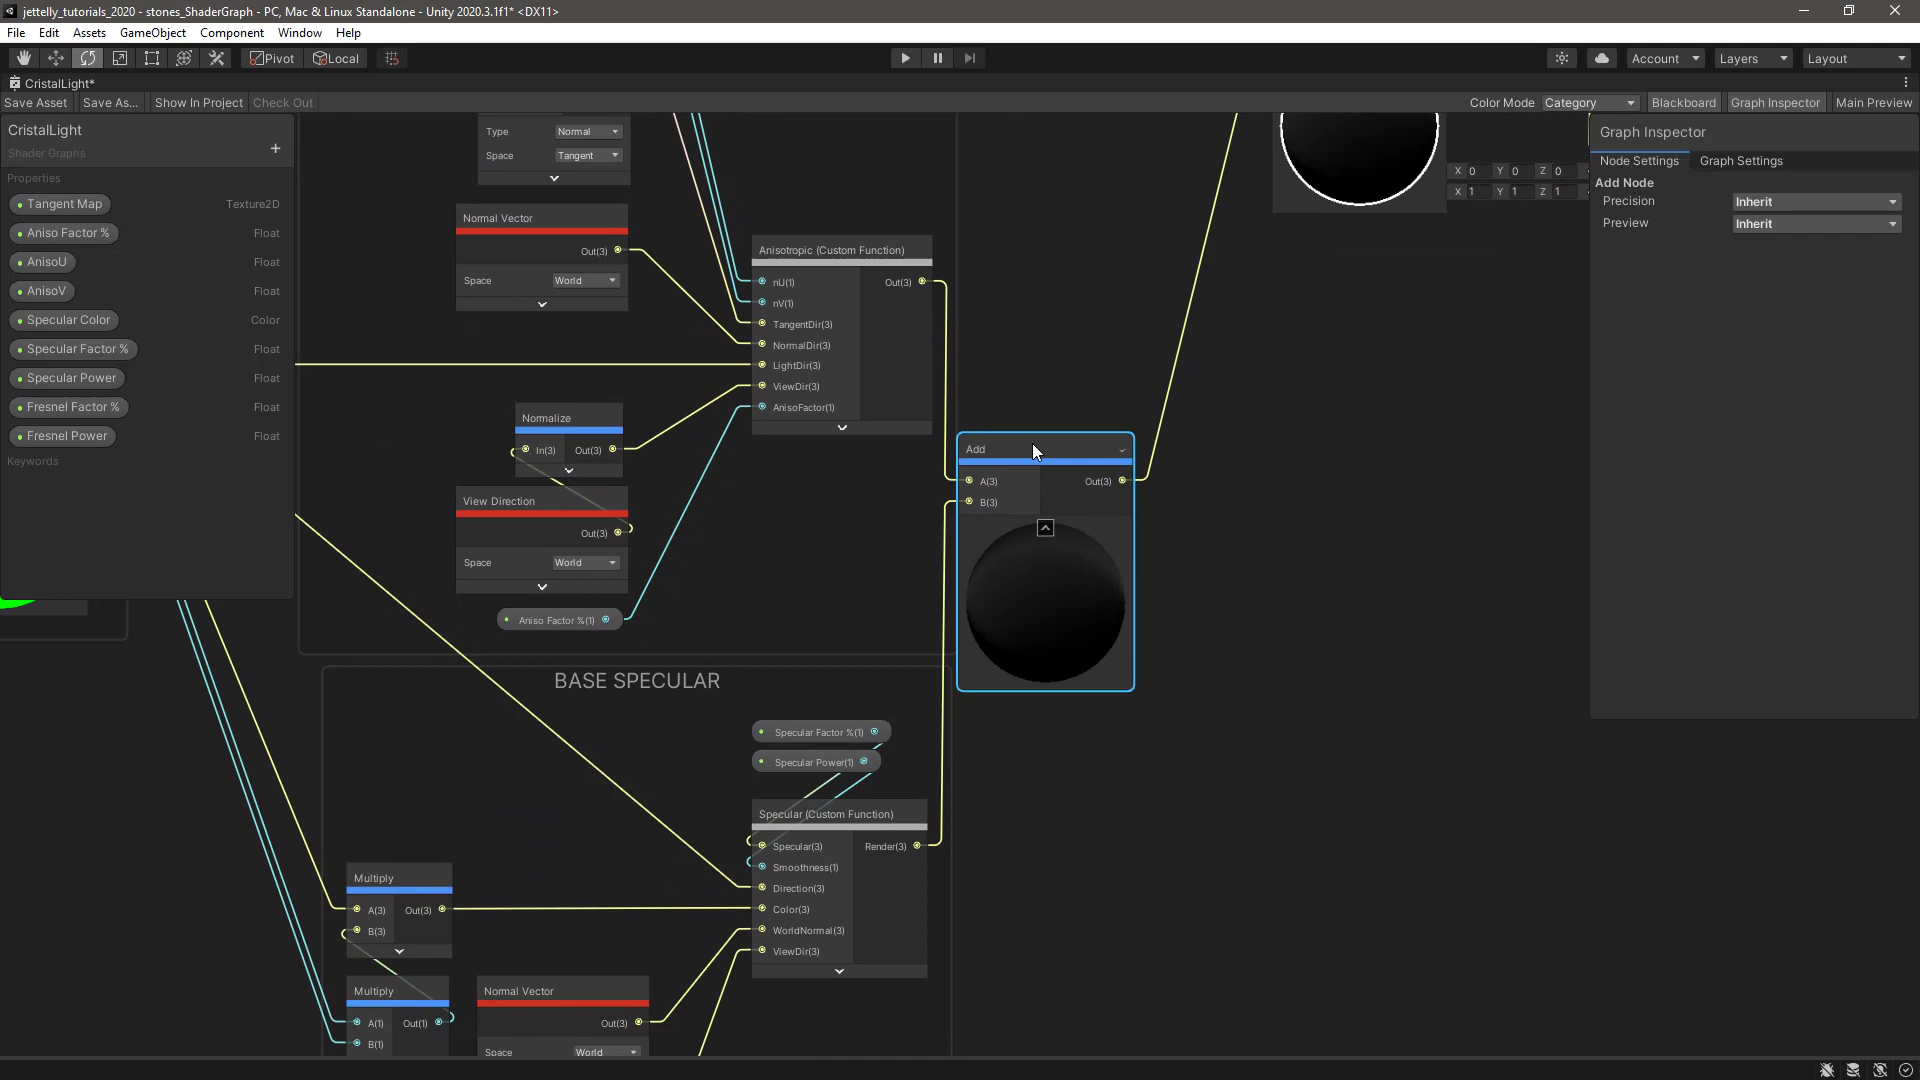 jettelly_tutorials_2020 - stones_ShaderGraph - PC, Mac & Linux Standalone - Unity 2020.3.1f1* <DX11>
File Edit Assets GameObject Component Window Help
Pivot Local Account Layers Layout
CristalLight*
Save Asset Save As... Show In Project Check Out Color Mode Category Blackboard Graph Inspector Main Preview
CristalLight
Shader Graphs
Properties
Tangent Map Texture2D
Aniso Factor % Float
AnisoU Float
AnisoV Float
Specular Color Color
Specular Factor % Float
Specular Power Float
Fresnel Factor % Float
Fresnel Power Float
Keywords
Type Normal
Space Tangent
Normal Vector
Out(3)
Space World
Normalize
In(3) Out(3)
View Direction
Out(3)
Space World
Aniso Factor %(1)
Anisotropic (Custom Function)
nU(1) Out(3)
nV(1)
TangentDir(3)
NormalDir(3)
LightDir(3)
ViewDir(3)
AnisoFactor(1)
Add
A(3) Out(3)
B(3)
X 0 Y 0 Z 0
X 1 Y 1 Z 1
BASE SPECULAR
Specular Factor %(1)
Specular Power(1)
Specular (Custom Function)
Specular(3) Render(3)
Smoothness(1)
Direction(3)
Color(3)
WorldNormal(3)
ViewDir(3)
Multiply
A(3) Out(3)
B(3)
Multiply
A(1) Out(1)
B(1)
Normal Vector
Out(3)
Space World
Graph Inspector
Node Settings Graph Settings
Add Node
Precision Inherit
Preview Inherit